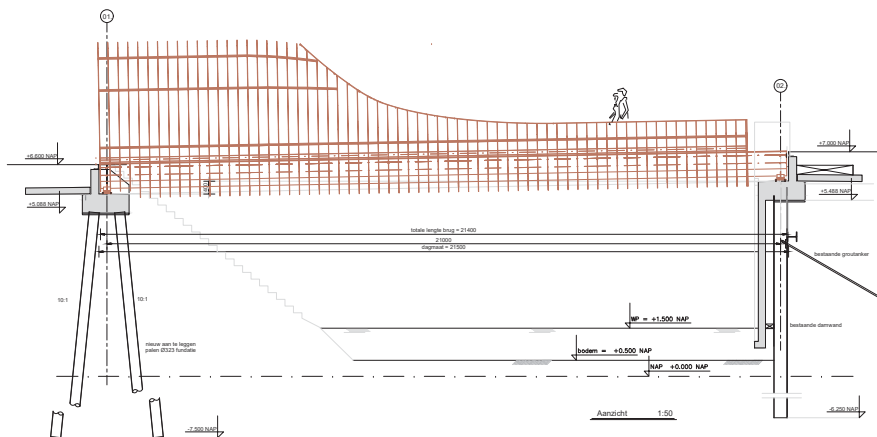 01
02
+6.600 NAP
+7.000 NAP
+5.088 NAP
+5.488 NAP
totale lengte brug = 21400
21000
dagmaat = 21500
bestaande groutanker
10:1
10:1
WP = +1.500 NAP
bestaande damwand
nieuw aan te leggen
palen Ø323 fundatie
bodem = +0.500 NAP
NAP +0.000 NAP
Aanzicht 1:50
-6.250 NAP
-7.500 NAP